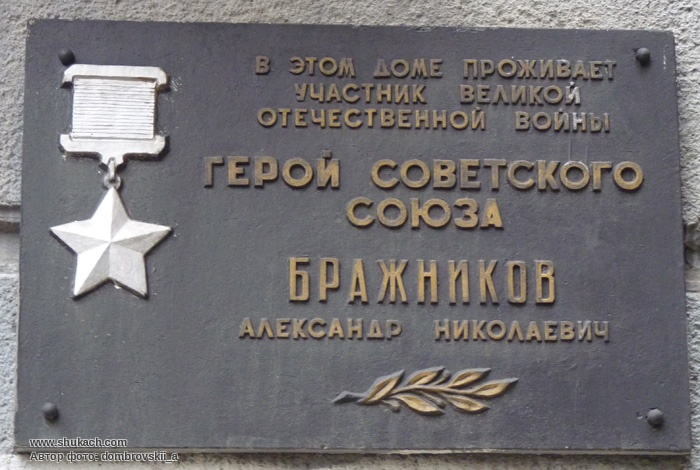 В ЭТОМ ДОМЕ ПРОЖИВАЕТ
УЧАСТНИК ВЕЛИКОЙ
ОТЕЧЕСТВЕННОЙ ВОЙНЫ
ГЕРОЙ СОВЕТСКОГО
СОЮЗА
БРАЖНИКОВ
АЛЕКСАНДР НИКОЛАЕВИЧ
www.shukach.com
Автор фото: dombrovskii_a